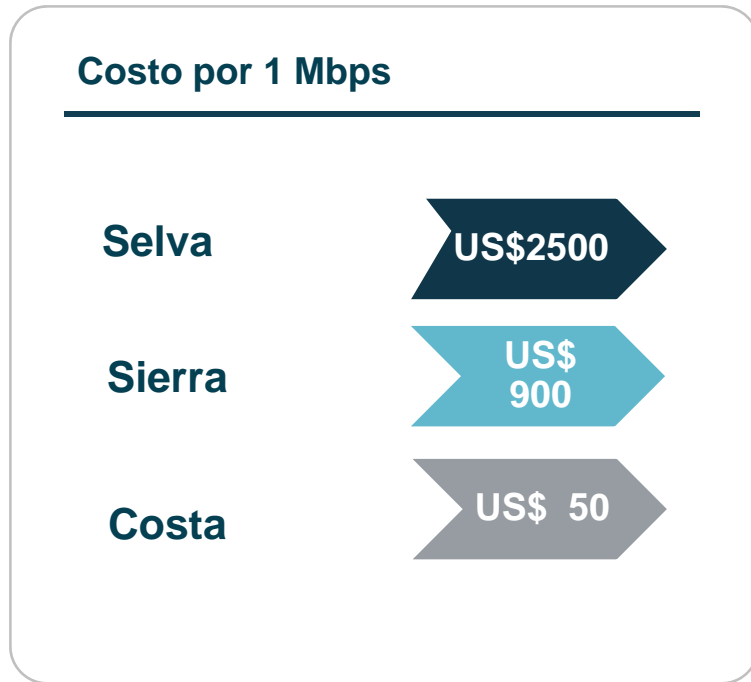 Costo por 1 Mbps
Selva
US$2500
Sierra
US$
900
Costa
US$ 50